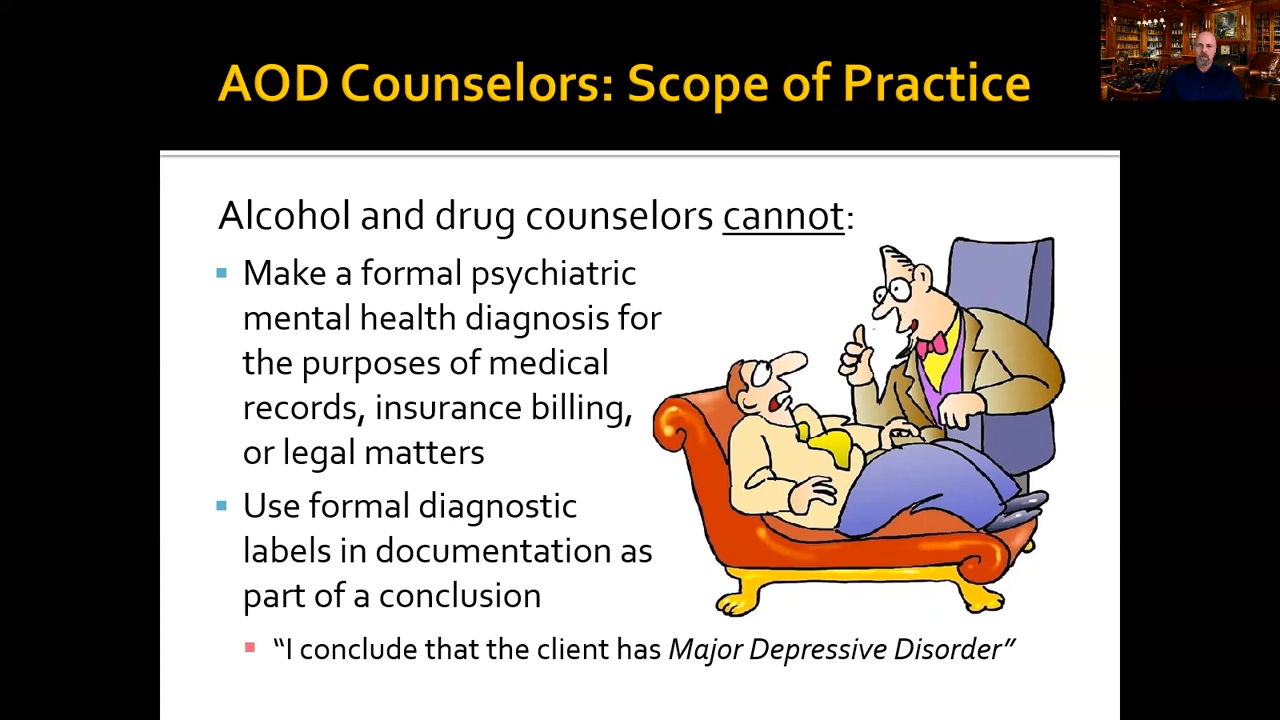 AOD Counselors: Scope of Practice
Alcohol and drug counselors cannot:
Make a formal psychiatric
mental health diagnosis for
the purposes of medical
records, insurance billing,
or legal matters
Use formal diagnostic
labels in documentation as
part of a conclusion
“I conclude that the client has Major Depressive Disorder”